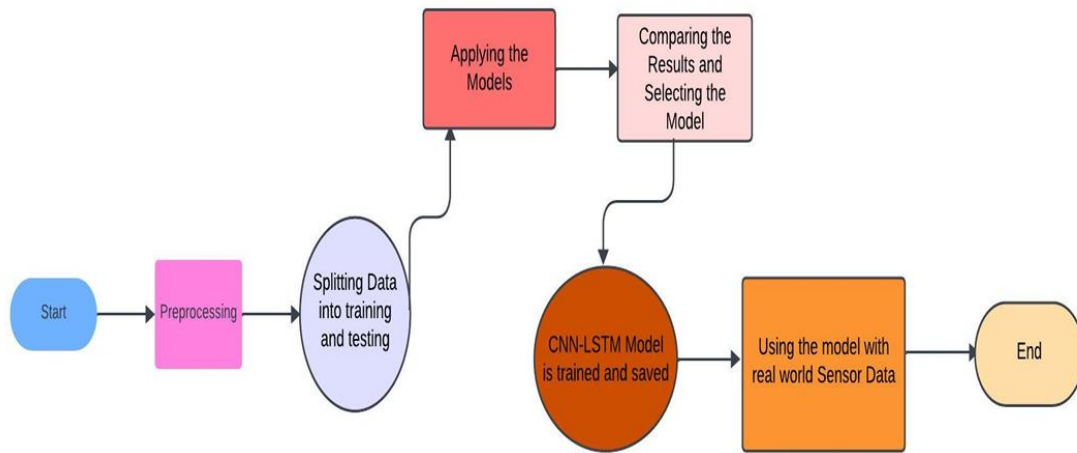 Start
Preprocessing
Splitting Data
into training
and testing
Applying the
Models
Comparing the
Results and
Selecting the
Model
CNN-LSTM Model
is trained and saved
Using the model with
real world Sensor Data
End